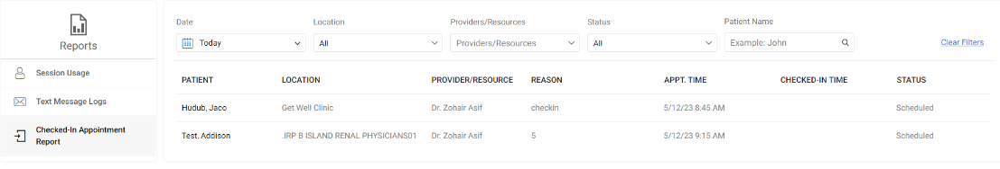 Reports
Session Usage
Text Message Logs
Checked-In Appointment
Report
Date Location Providers/Resources Status Patient Name
Today All Providers/Resources All Example: John Clear Filters
PATIENT LOCATION PROVIDER/RESOURCE REASON APPT. TIME CHECKED-IN TIME STATUS
Hudub, Jaco Get Well Clinic Dr. Zohair Asif checkin 5/12/23 8:45 AM Scheduled
Test, Addison .IRP B ISLAND RENAL PHYSICIANS01 Dr. Zohair Asif 5 5/12/23 9:15 AM Scheduled